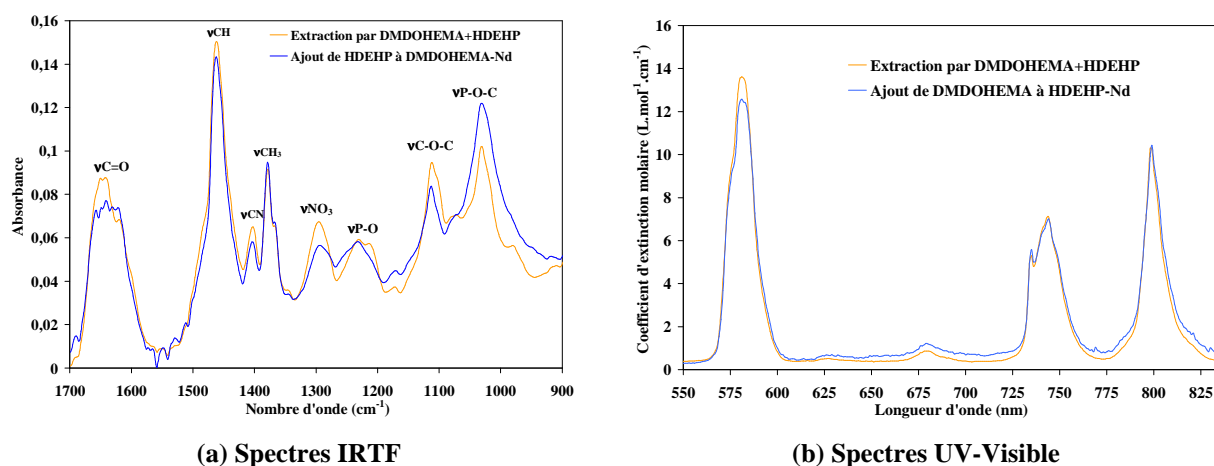 0,16
0,14
0,12
0,1
0,08
0,06
0,04
0,02
0
Absorbance
νC=O
νCH
νCN
νCH₃
νNO₃
νP-O
νC-O-C
νP-O-C
Extraction par DMDOHEMA+HDEHP
Ajout de HDEHP à DMDOHEMA-Nd
1700 1600 1500 1400 1300 1200 1100 1000 900
Nombre d'onde (cm⁻¹)
(a) Spectres IRTF
16
14
12
10
8
6
4
2
0
Coefficient d'extinction molaire (L.mol¹.cm⁻¹)
Extraction par DMDOHEMA+HDEHP
Ajout de DMDOHEMA à HDEHP-Nd
550 575 600 625 650 675 700 725 750 775 800 825
Longueur d'onde (nm)
(b) Spectres UV-Visible